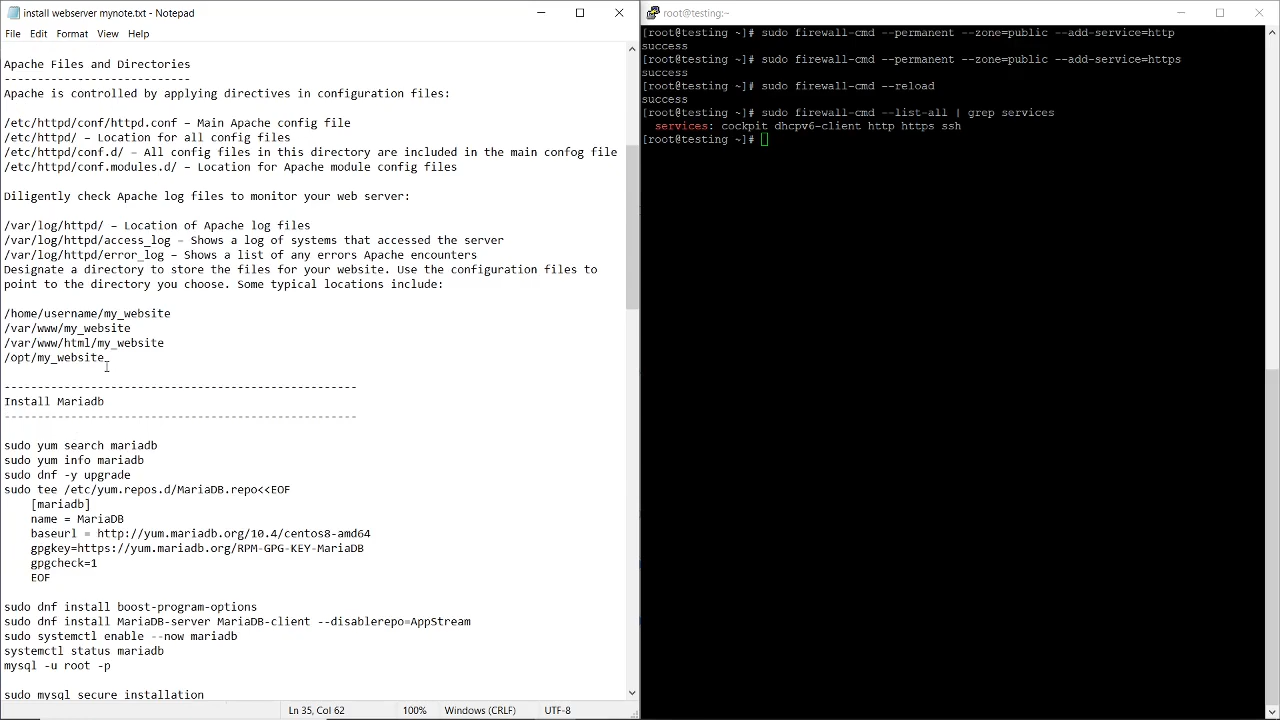 install webserver mynote.txt - Notepad
File Edit Format View Help
Apache Files and Directories
----------------------------
Apache is controlled by applying directives in configuration files:
/etc/httpd/conf/httpd.conf – Main Apache config file
/etc/httpd/ – Location for all config files
/etc/httpd/conf.d/ – All config files in this directory are included in the main confog file
/etc/httpd/conf.modules.d/ – Location for Apache module config files
Diligently check Apache log files to monitor your web server:
/var/log/httpd/ – Location of Apache log files
/var/log/httpd/access_log – Shows a log of systems that accessed the server
/var/log/httpd/error_log – Shows a list of any errors Apache encounters
Designate a directory to store the files for your website. Use the configuration files to
point to the directory you choose. Some typical locations include:
/home/username/my_website
/var/www/my_website
/var/www/html/my_website
/opt/my_website
-----------------------------------------------------
Install Mariadb
-----------------------------------------------------
sudo yum search mariadb
sudo yum info mariadb
sudo dnf -y upgrade
sudo tee /etc/yum.repos.d/MariaDB.repo<<EOF
[mariadb]
name = MariaDB
baseurl = http://yum.mariadb.org/10.4/centos8-amd64
gpgkey=https://yum.mariadb.org/RPM-GPG-KEY-MariaDB
gpgcheck=1
EOF
sudo dnf install boost-program-options
sudo dnf install MariaDB-server MariaDB-client --disablerepo=AppStream
sudo systemctl enable --now mariadb
systemctl status mariadb
mysql -u root -p
sudo mysql secure installation
Ln 35, Col 62 100% Windows (CRLF) UTF-8
root@testing:~
[root@testing ~]# sudo firewall-cmd --permanent --zone=public --add-service=http
success
[root@testing ~]# sudo firewall-cmd --permanent --zone=public --add-service=https
success
[root@testing ~]# sudo firewall-cmd --reload
success
[root@testing ~]# sudo firewall-cmd --list-all | grep services
services: cockpit dhcpv6-client http https ssh
[root@testing ~]#